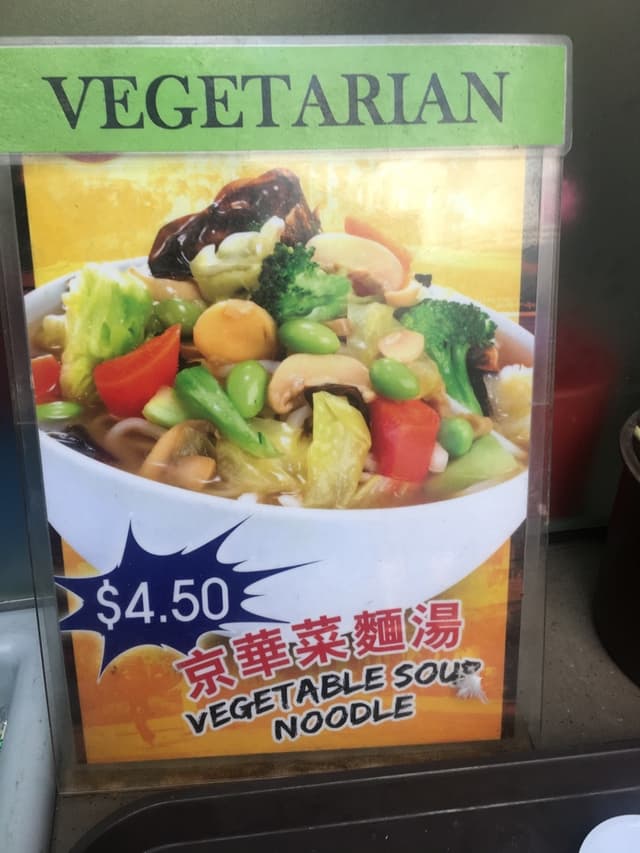 VEGETARIAN
$4.50
京華菜麵湯
VEGETABLE SOUP
NOODLE